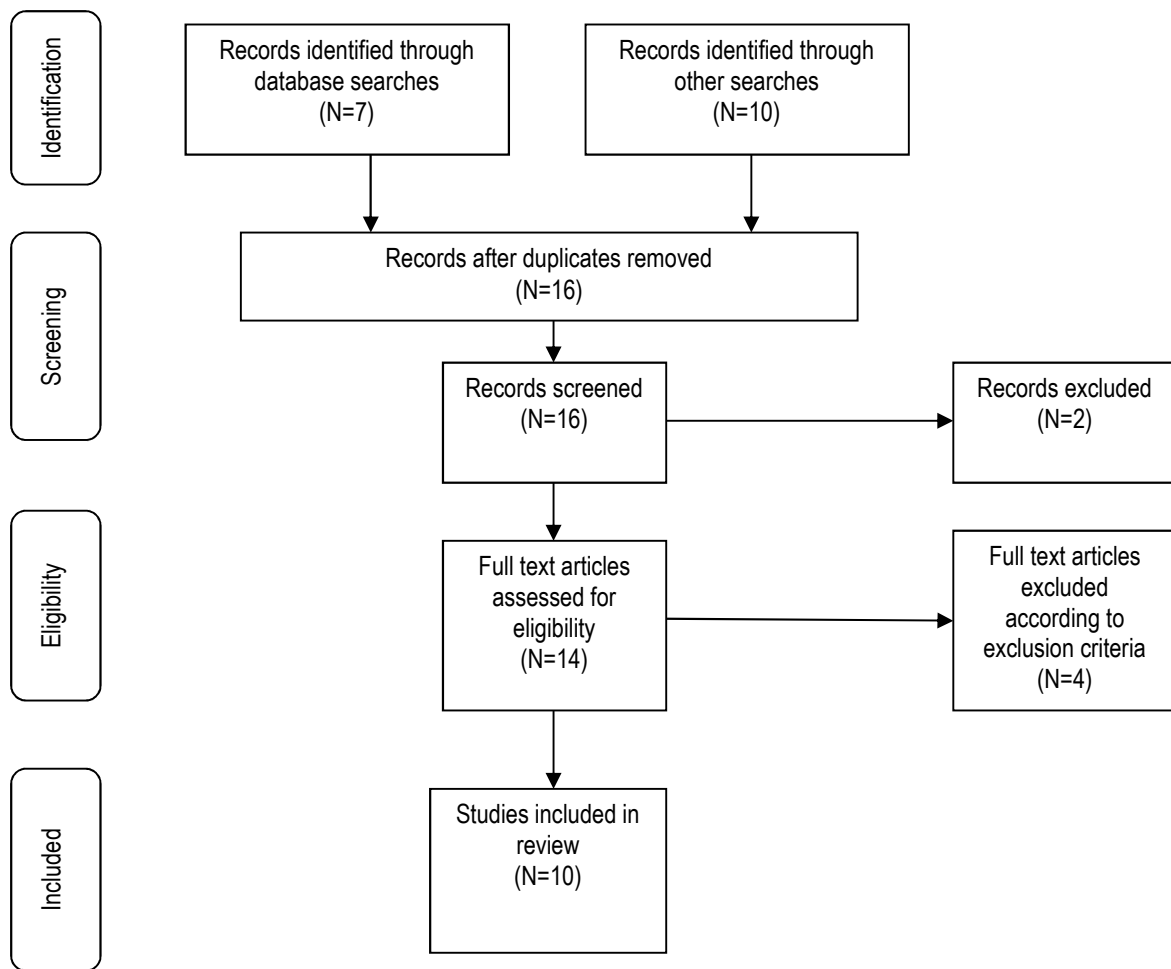 Identification
Records identified through
database searches
(N=7)
Records identified through
other searches
(N=10)
Screening
Records after duplicates removed
(N=16)
Records screened
(N=16)
Records excluded
(N=2)
Eligibility
Full text articles
assessed for
eligibility
(N=14)
Full text articles
excluded
according to
exclusion criteria
(N=4)
Included
Studies included in
review
(N=10)